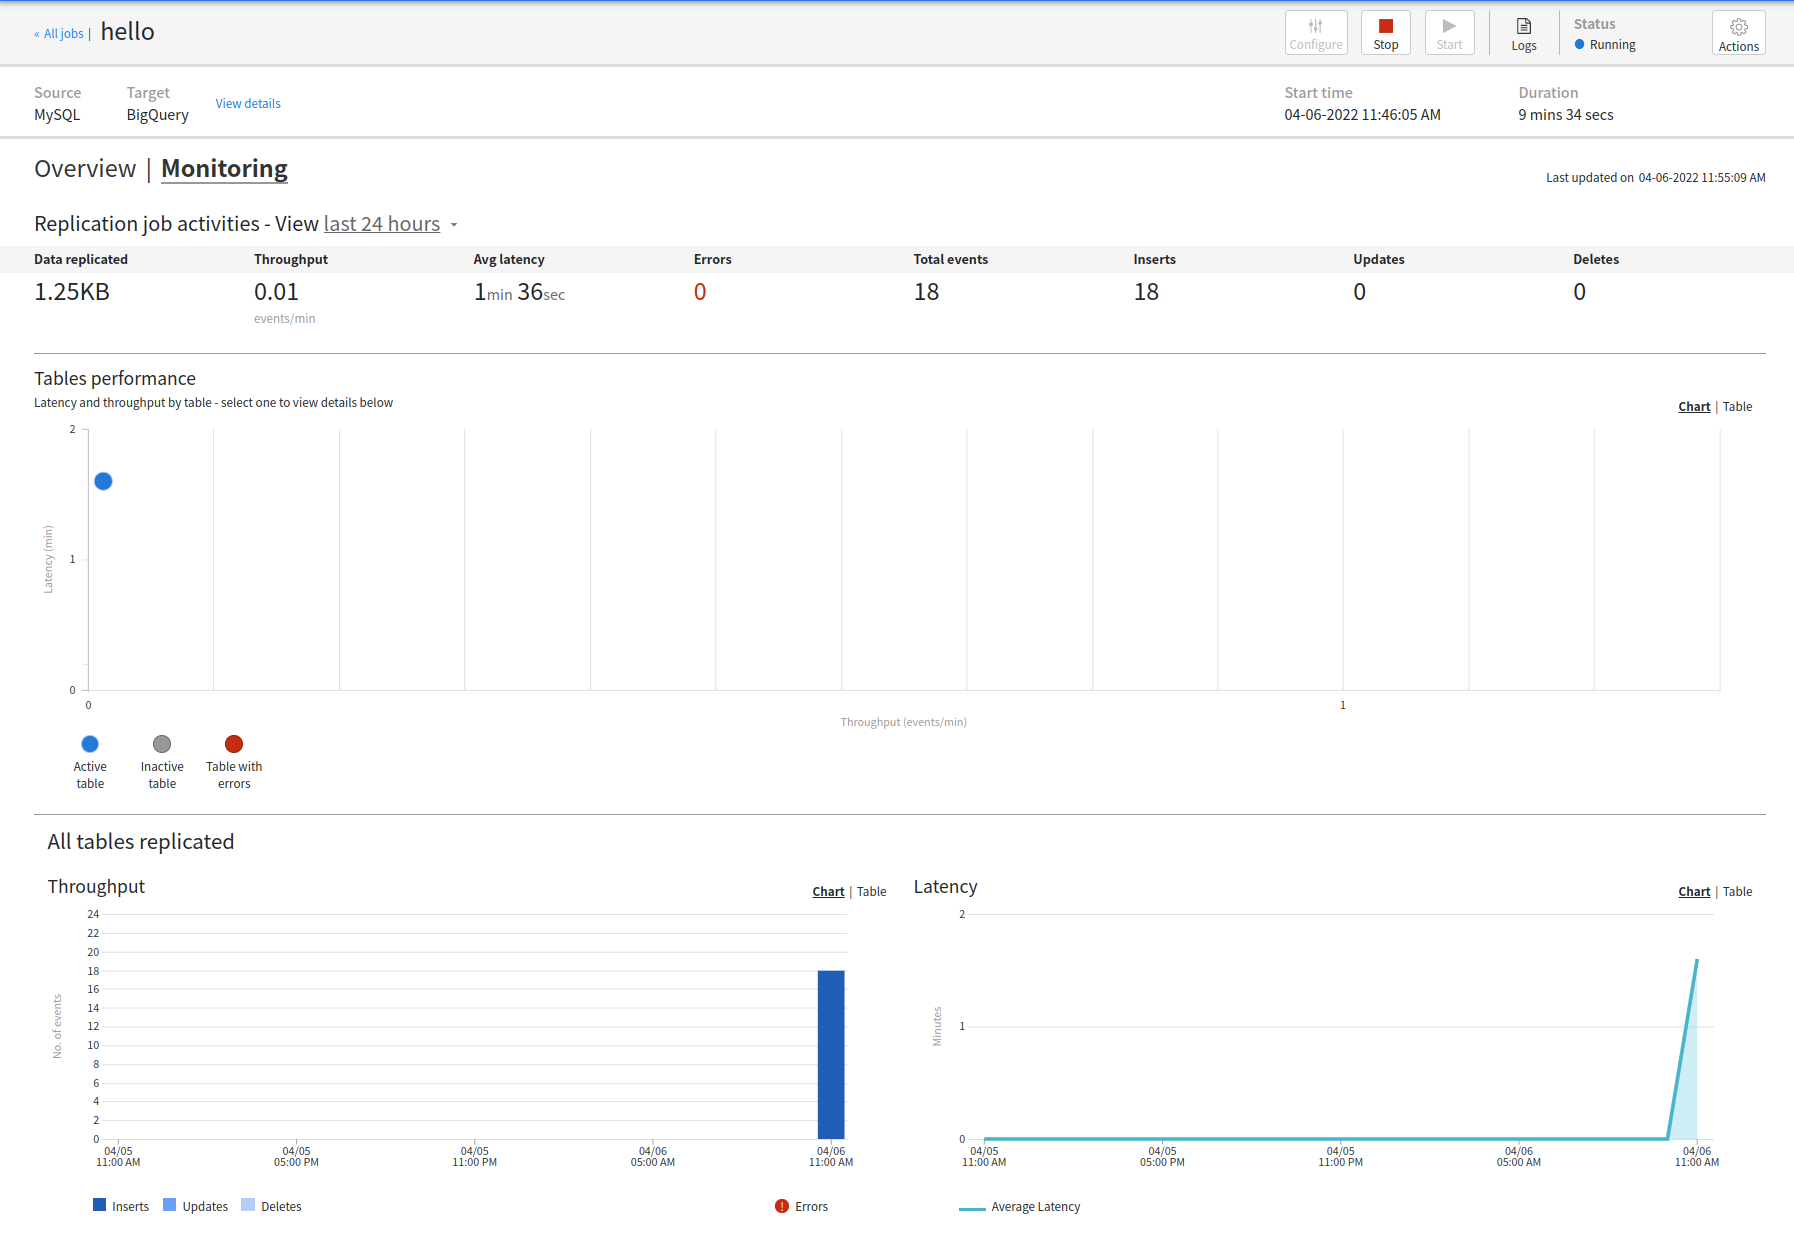 « All jobs | hello
Configure
Stop
Start
Logs
Status
Running
Actions
Source
MySQL
Target
BigQuery
View details
Start time
04-06-2022 11:46:05 AM
Duration
9 mins 34 secs
Overview | Monitoring
Last updated on 04-06-2022 11:55:09 AM
Replication job activities - View last 24 hours
Data replicated Throughput Avg latency Errors Total events Inserts Updates Deletes
1.25KB 0.01 1min 36sec 0 18 18 0 0
events/min
Tables performance
Latency and throughput by table - select one to view details below
Chart | Table
2
1
0
Latency (min)
0 1
Throughput (events/min)
Active
table
Inactive
table
Table with
errors
All tables replicated
Throughput
Chart | Table
24
22
20
18
16
14
12
10
8
6
4
2
0
No. of events
04/05
11:00 AM
04/05
05:00 PM
04/05
11:00 PM
04/06
05:00 AM
04/06
11:00 AM
Inserts Updates Deletes
! Errors
Latency
Chart | Table
2
1
0
Minutes
04/05
11:00 AM
04/05
05:00 PM
04/05
11:00 PM
04/06
05:00 AM
04/06
11:00 AM
Average Latency